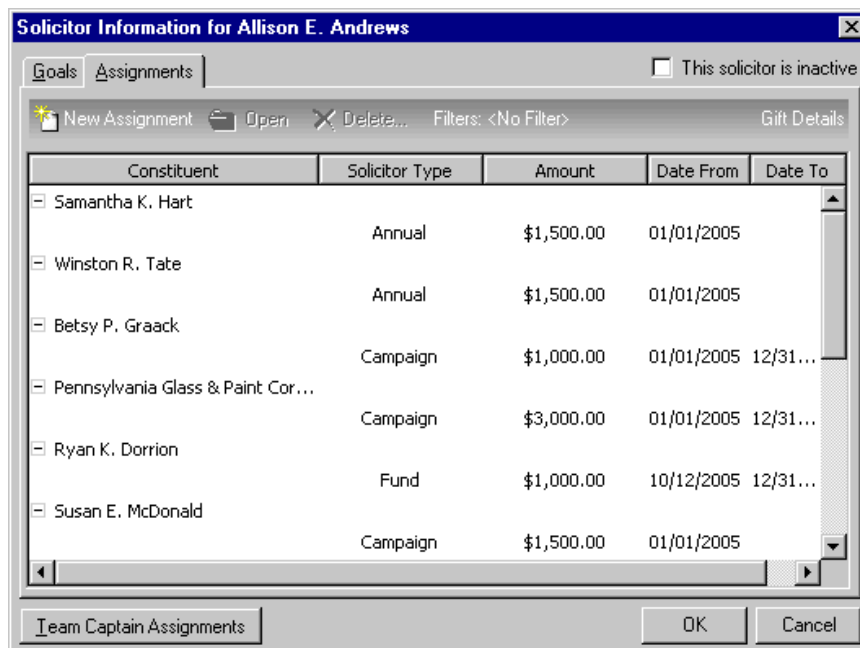 Solicitor Information for Allison E. Andrews
Goals Assignments This solicitor is inactive
New Assignment Open Delete... Filters: <No Filter> Gift Details
Constituent Solicitor Type Amount Date From Date To
Samantha K. Hart
Annual $1,500.00 01/01/2005
Winston R. Tate
Annual $1,500.00 01/01/2005
Betsy P. Graack
Campaign $1,000.00 01/01/2005 12/31...
Pennsylvania Glass & Paint Cor...
Campaign $3,000.00 01/01/2005 12/31...
Ryan K. Dorrion
Fund $1,000.00 10/12/2005 12/31...
Susan E. McDonald
Campaign $1,500.00 01/01/2005
Team Captain Assignments OK Cancel